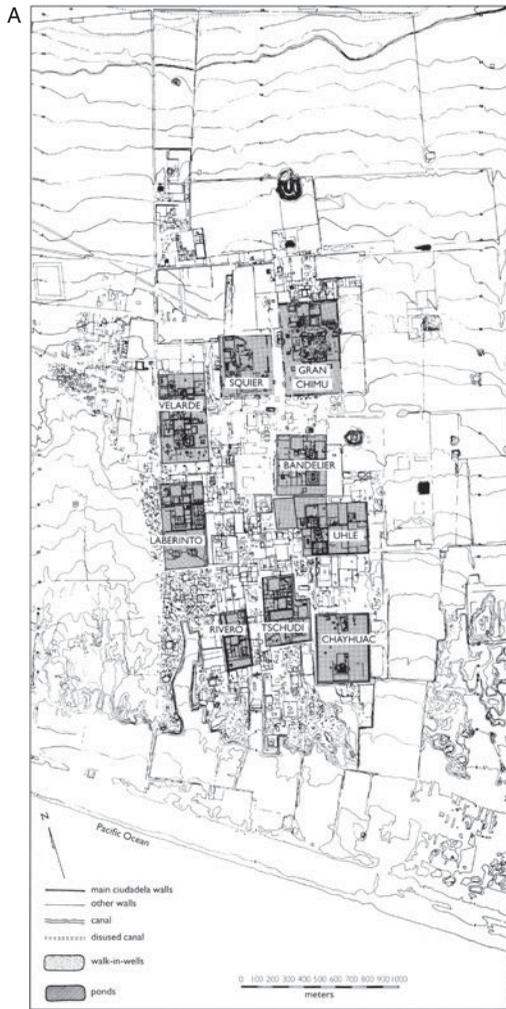 A
SQUIER
GRAN
CHIMU
VELARDE
BANDELIER
LABERINTO
UHLE
RIVERO
TSCHUDI
CHAYHUAC
N
Pacific Ocean
main ciudadela walls
other walls
canal
disused canal
walk-in-wells
ponds
0 100 200 300 400 500 600 700 800 900 1000
meters